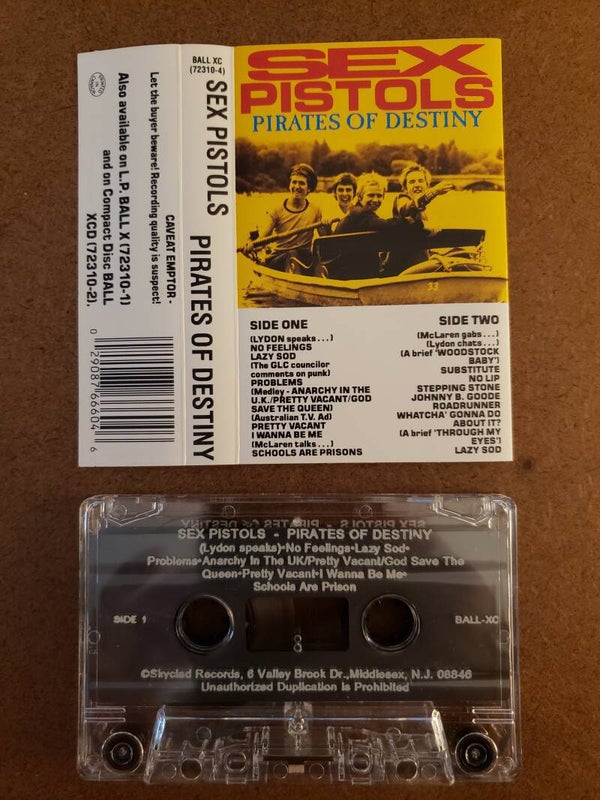 SEX
PISTOLS
PIRATES OF DESTINY
33
SIDE ONE
(LYDON speaks...)
NO FEELINGS
LAZY SOD
(The GLC councilor
comments on punk)
PROBLEMS
(Medley - ANARCHY IN THE
U.K./PRETTY VACANT/GOD
SAVE THE QUEEN)
(Australian T.V. Ad)
PRETTY VACANT
I WANNA BE ME
(McLaren talks...)
SCHOOLS ARE PRISONS
SIDE TWO
(McLaren gabs...)
(Lydon chats...)
(A brief 'WOODSTOCK
BABY')
SUBSTITUTE
NO LIP
STEPPING STONE
JOHNNY B. GOODE
ROADRUNNER
WHATCHA' GONNA DO
ABOUT IT?
(A brief 'THROUGH MY
EYES')
LAZY SOD
BALL XC
(72310-4)
SEX PISTOLS PIRATES OF DESTINY
CAVEAT EMPTOR -
Let the buyer beware! Recording quality is suspect!
Also available on L.P. BALL X (72310-1)
and on Compact Disc BALL
XCD (72310-2).
0 29087 66604 6
SEX PISTOLS - PIRATES OF DESTINY
(Lydon speaks)•No Feelings•Lazy Sod•
Problems•Anarchy In The UK/Pretty Vacant/God Save The
Queen•Pretty Vacant•I Wanna Be Me•
Schools Are Prison
SIDE 1
BALL-XC
©Skyclad Records, 6 Valley Brook Dr.,Middlesex, N.J. 08846
Unauthorized Duplication is Prohibited